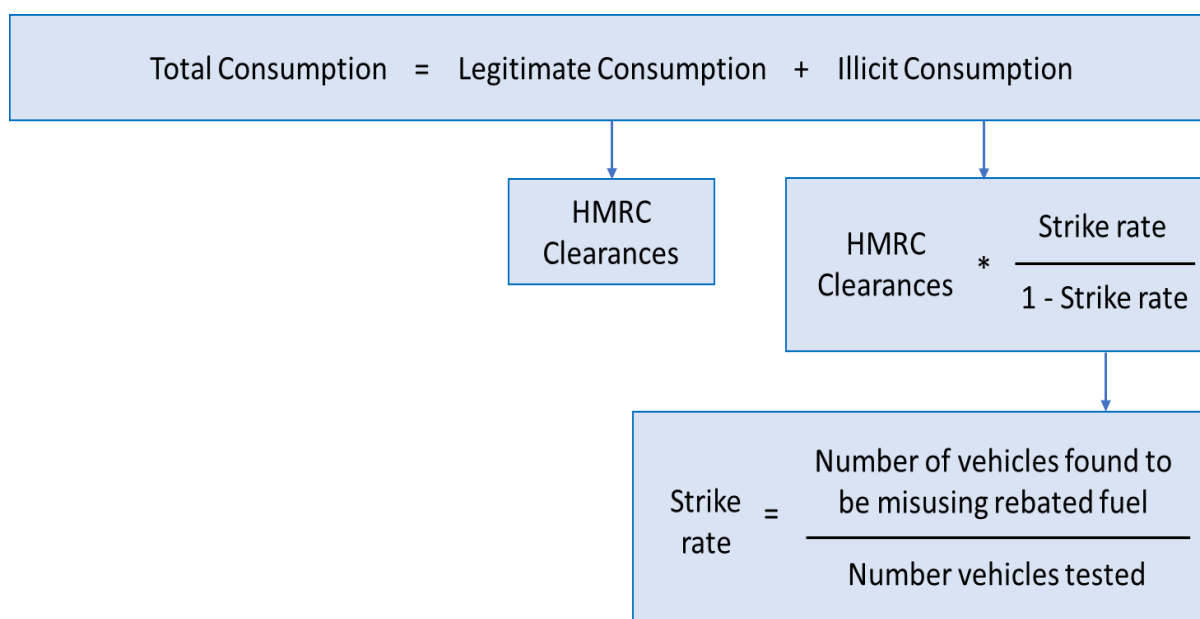 Total Consumption = Legitimate Consumption + Illicit Consumption
HMRC
Clearances
HMRC
Clearances
*
Strike rate
1 - Strike rate
Strike
rate
=
Number of vehicles found to
be misusing rebated fuel
Number vehicles tested